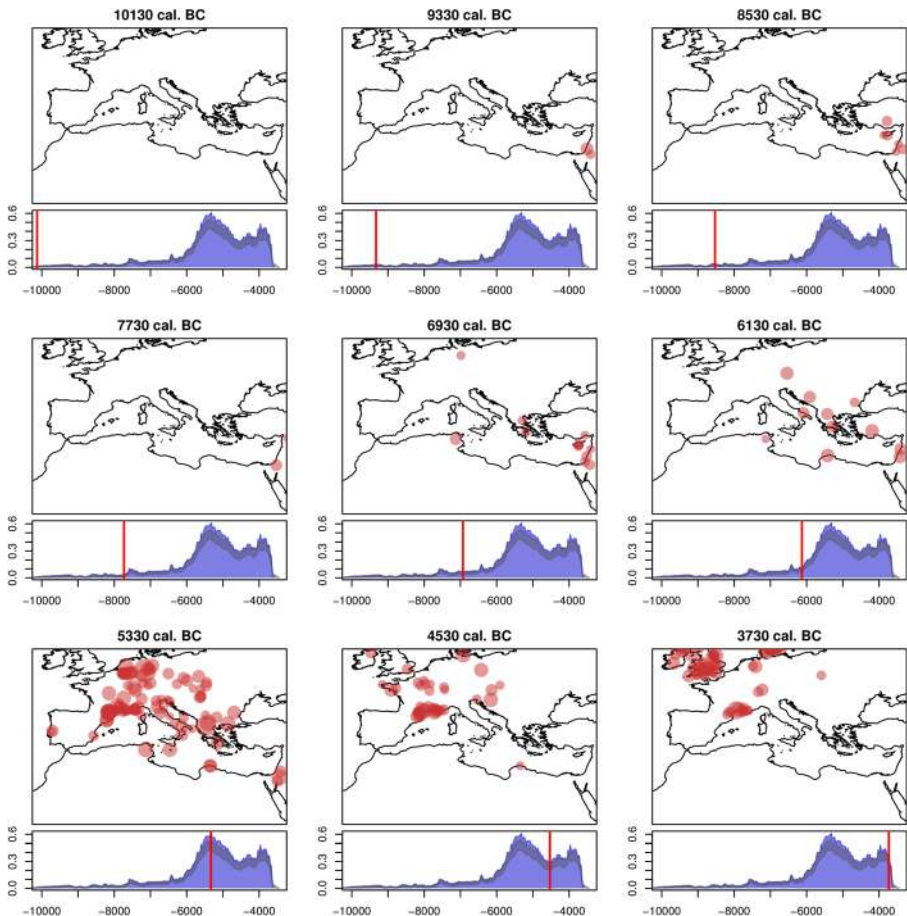 10130 cal. BC
9330 cal. BC
8530 cal. BC
0.0 0.3 0.6
0.0 0.3 0.6
0.0 0.3 0.6
−10000 −8000 −6000 −4000
−10000 −8000 −6000 −4000
−10000 −8000 −6000 −4000
7730 cal. BC
6930 cal. BC
6130 cal. BC
0.0 0.3 0.6
0.0 0.3 0.6
0.0 0.3 0.6
−10000 −8000 −6000 −4000
−10000 −8000 −6000 −4000
−10000 −8000 −6000 −4000
5330 cal. BC
4530 cal. BC
3730 cal. BC
0.0 0.3 0.6
0.0 0.3 0.6
0.0 0.3 0.6
−10000 −8000 −6000 −4000
−10000 −8000 −6000 −4000
−10000 −8000 −6000 −4000